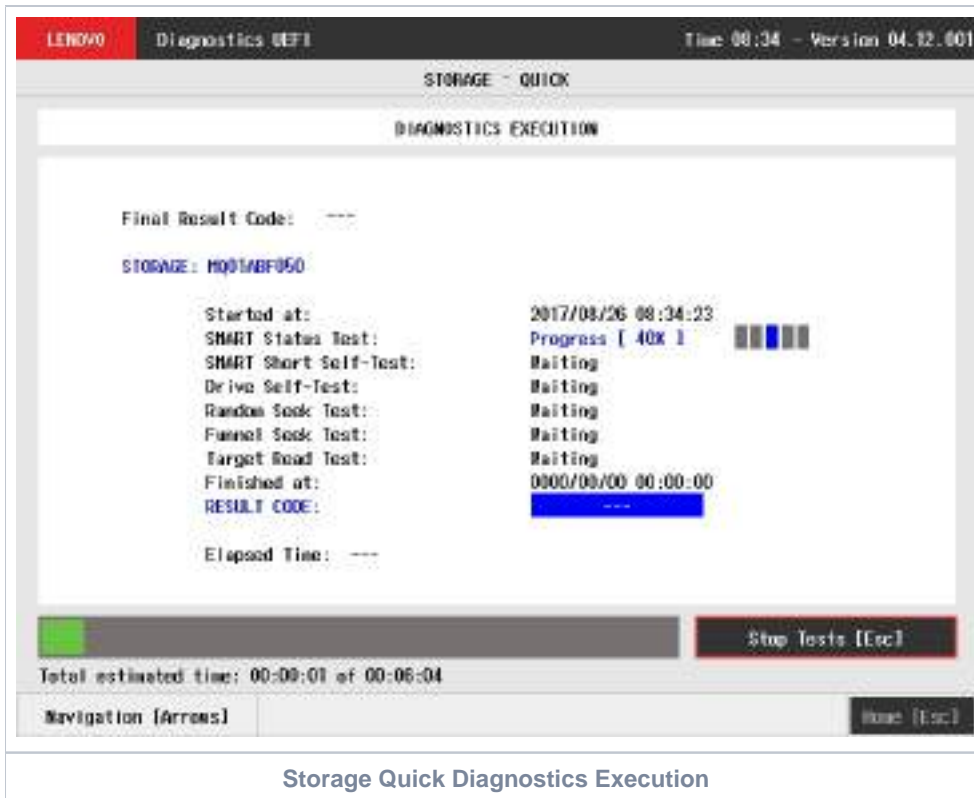 LENOVO Diagnostics UEFI Time 08:34 - Version 04.12.001
STORAGE - QUICK
DIAGNOSTICS EXECUTION
Final Result Code: ---
STORAGE: MQ01ABF050
Started at: 2017/08/26 08:34:23
SMART Status Test: Progress [ 40% ]
SMART Short Self-Test: Waiting
Drive Self-Test: Waiting
Random Seek Test: Waiting
Funnel Seek Test: Waiting
Target Read Test: Waiting
Finished at: 0000/00/00 00:00:00
RESULT CODE: ---
Elapsed Time: ---
Stop Tests [Esc]
Total estimated time: 00:00:01 of 00:06:04
Navigation [Arrows] Home [Esc]
Storage Quick Diagnostics Execution